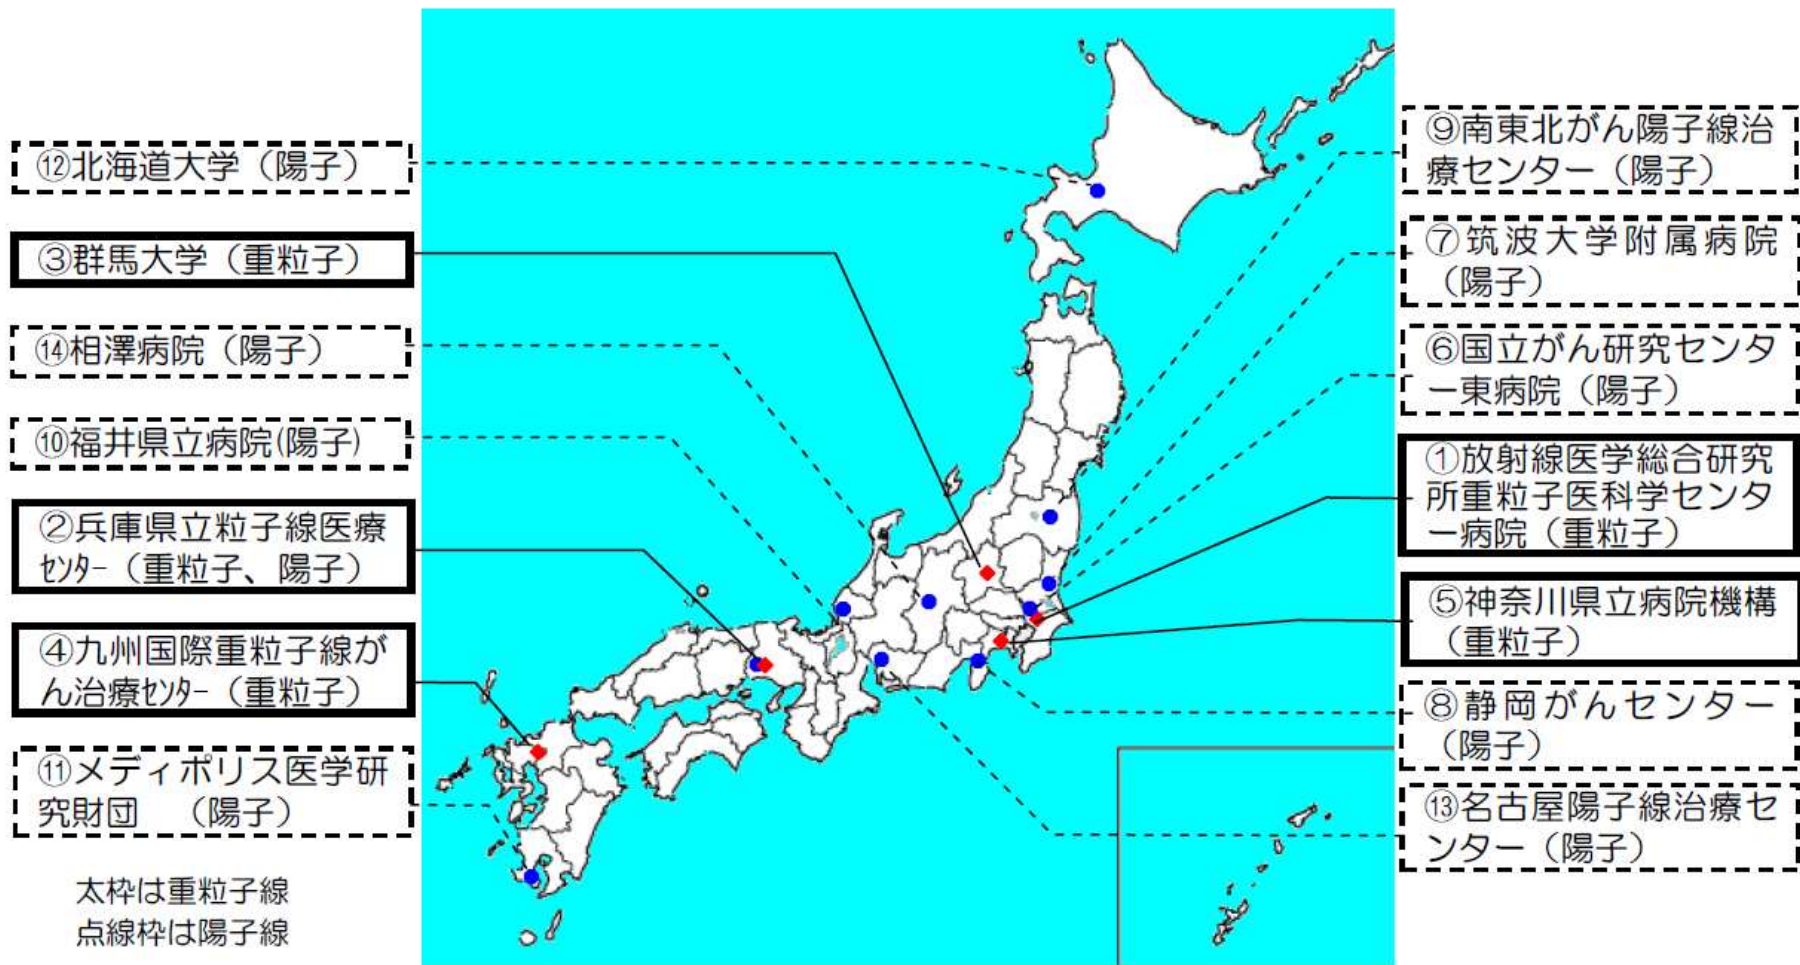 ⑫北海道大学（陽子）
③群馬大学（重粒子）
⑭相澤病院（陽子）
⑩福井県立病院(陽子)
②兵庫県立粒子線医療
ｾﾝﾀｰ（重粒子、陽子）
④九州国際重粒子線が
ん治療ｾﾝﾀｰ（重粒子）
⑪メディポリス医学研
究財団　（陽子）
太枠は重粒子線
点線枠は陽子線
⑨南東北がん陽子線治
療センター（陽子）
⑦筑波大学附属病院
（陽子）
⑥国立がん研究センタ
ー東病院（陽子）
①放射線医学総合研究
所重粒子医科学センタ
ー病院（重粒子）
⑤神奈川県立病院機構
（重粒子）
⑧静岡がんセンター
（陽子）
⑬名古屋陽子線治療セ
ンター（陽子）